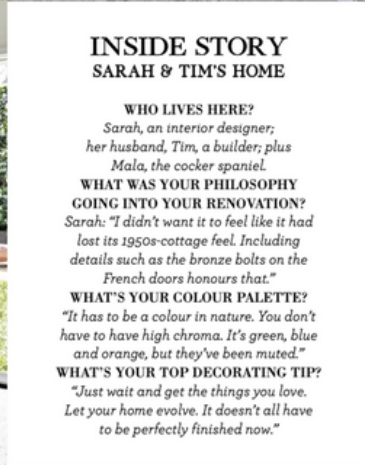 INSIDE STORY
SARAH & TIM'S HOME
WHO LIVES HERE?
Sarah, an interior designer;
her husband, Tim, a builder; plus
Mala, the cocker spaniel.
WHAT WAS YOUR PHILOSOPHY
GOING INTO YOUR RENOVATION?
Sarah: "I didn't want it to feel like it had
lost its 1950s-cottage feel. Including
details such as the bronze bolts on the
French doors honours that."
WHAT'S YOUR COLOUR PALETTE?
"It has to be a colour in nature. You don't
have to have high chroma. It's green, blue
and orange, but they've been muted."
WHAT'S YOUR TOP DECORATING TIP?
"Just wait and get the things you love.
Let your home evolve. It doesn't all have
to be perfectly finished now."